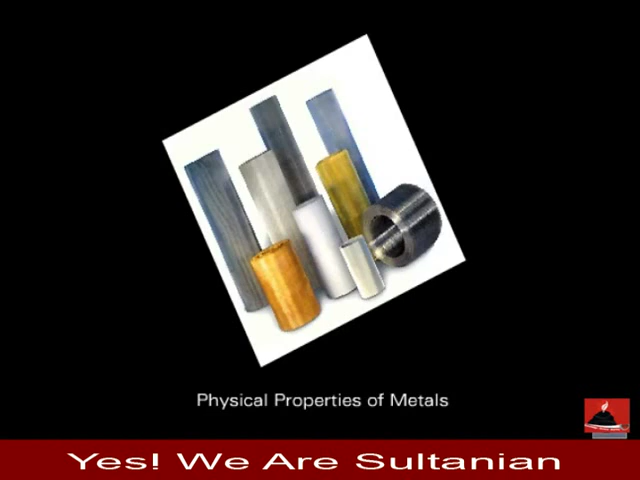 Physical Properties of Metals
Yes! We Are Sultanian